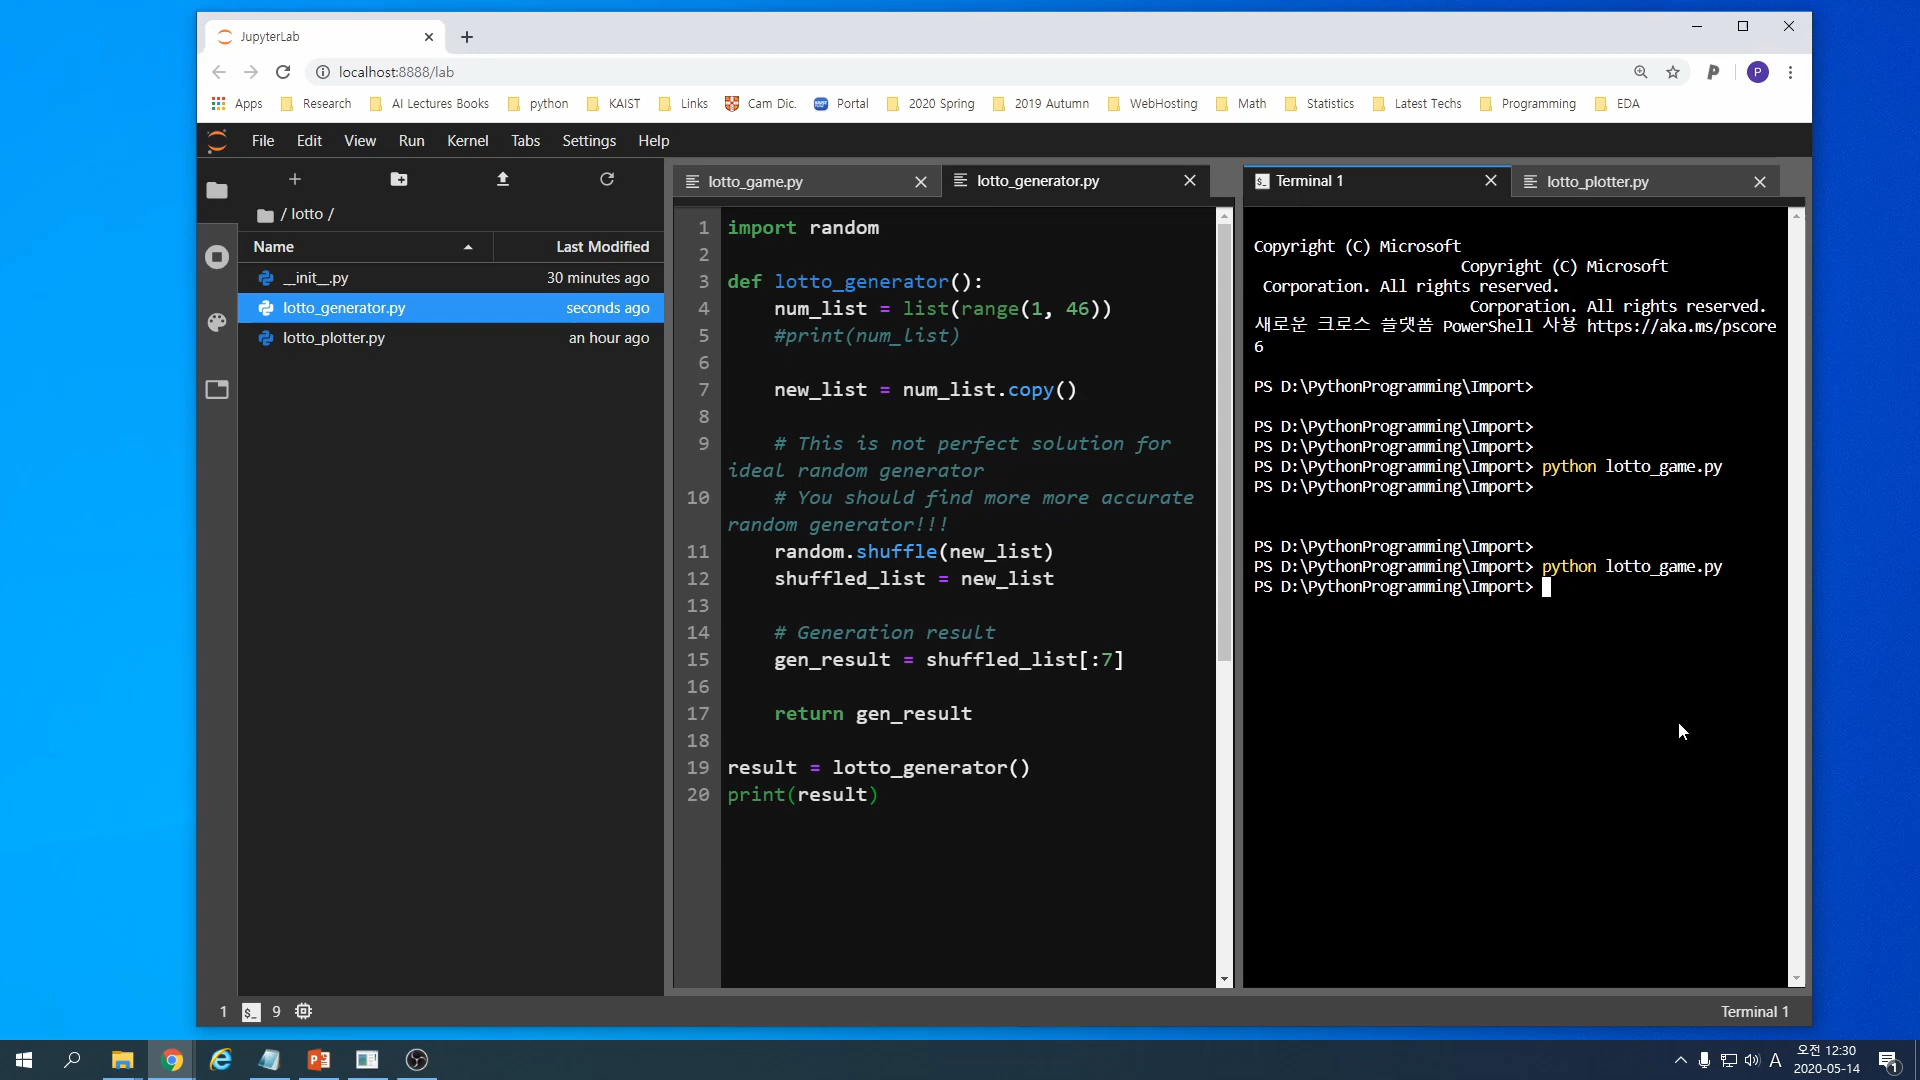 JupyterLab
localhost:8888/lab
P
P
Apps
Research
AI Lectures Books
python
KAIST
Links
Cam Dic.
Portal
2020 Spring
2019 Autumn
WebHosting
Math
Statistics
Latest Techs
Programming
EDA
File
Edit
View
Run
Kernel
Tabs
Settings
Help
/ lotto /
Name
Last Modified
__init__.py
30 minutes ago
lotto_generator.py
seconds ago
lotto_plotter.py
an hour ago
lotto_game.py
lotto_generator.py
1 import random
2
3 def lotto_generator():
4     num_list = list(range(1, 46))
5     #print(num_list)
6
7     new_list = num_list.copy()
8
9     # This is not perfect solution for
ideal random generator
10     # You should find more more accurate
random generator!!!
11     random.shuffle(new_list)
12     shuffled_list = new_list
13
14     # Generation result
15     gen_result = shuffled_list[:7]
16
17     return gen_result
18
19 result = lotto_generator()
20 print(result)
Terminal 1
lotto_plotter.py
Copyright (C) Microsoft
Copyright (C) Microsoft
Corporation. All rights reserved.
Corporation. All rights reserved.
새로운 크로스 플랫폼 PowerShell 사용 https://aka.ms/pscore
6
PS D:\PythonProgramming\Import>
PS D:\PythonProgramming\Import>
PS D:\PythonProgramming\Import>
PS D:\PythonProgramming\Import> python lotto_game.py
PS D:\PythonProgramming\Import>
PS D:\PythonProgramming\Import>
PS D:\PythonProgramming\Import> python lotto_game.py
PS D:\PythonProgramming\Import>
1
$_
9
Terminal 1
A
오전 12:30
2020-05-14
1